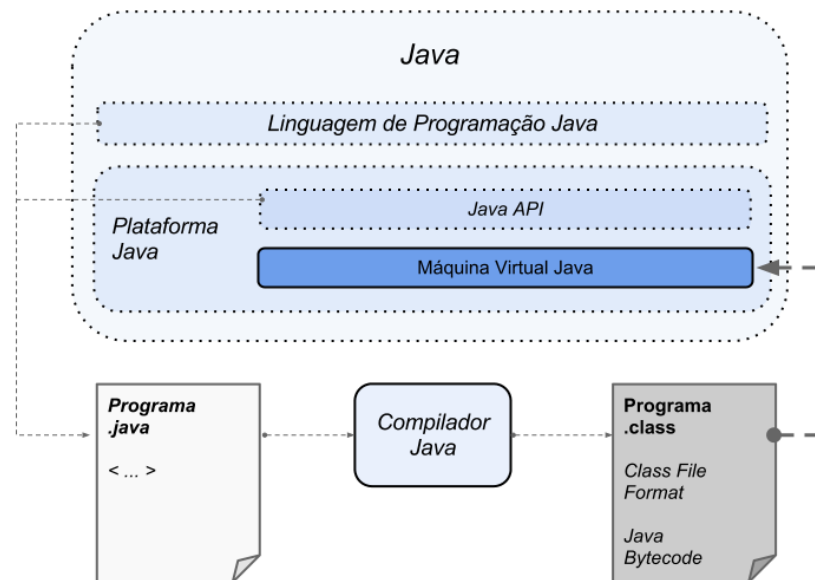 Java
Linguagem de Programação Java
Plataforma
Java
Java API
Máquina Virtual Java
Programa
.java
< ... >
Compilador
Java
Programa
.class
Class File
Format
Java
Bytecode